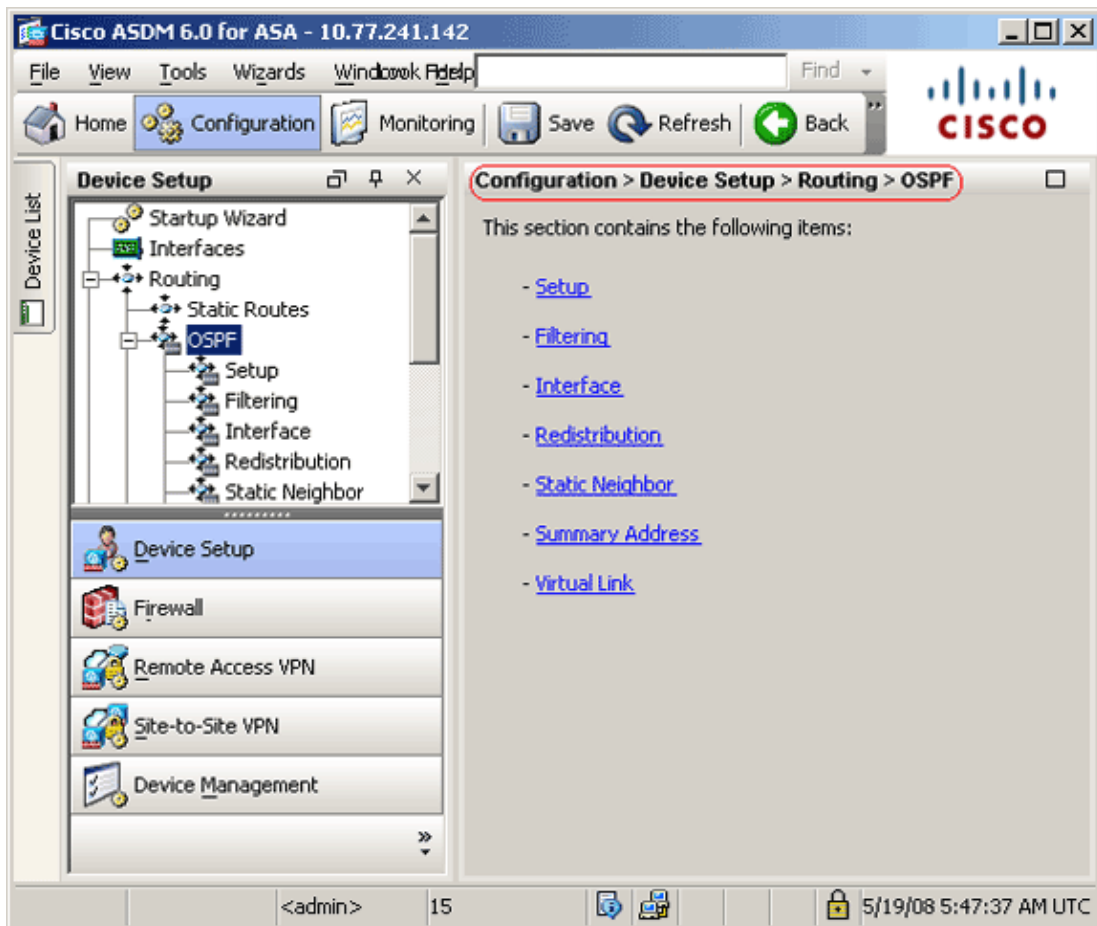 Cisco ASDM 6.0 for ASA - 10.77.241.142
File View Tools Wizards Window Help
Find
Home Configuration Monitoring Save Refresh Back
CISCO
Device List
Device Setup
Startup Wizard
Interfaces
Routing
Static Routes
OSPF
Setup
Filtering
Interface
Redistribution
Static Neighbor
Device Setup
Firewall
Remote Access VPN
Site-to-Site VPN
Device Management
Configuration > Device Setup > Routing > OSPF
This section contains the following items:
- Setup
- Filtering
- Interface
- Redistribution
- Static Neighbor
- Summary Address
- Virtual Link
<admin> 15 5/19/08 5:47:37 AM UTC